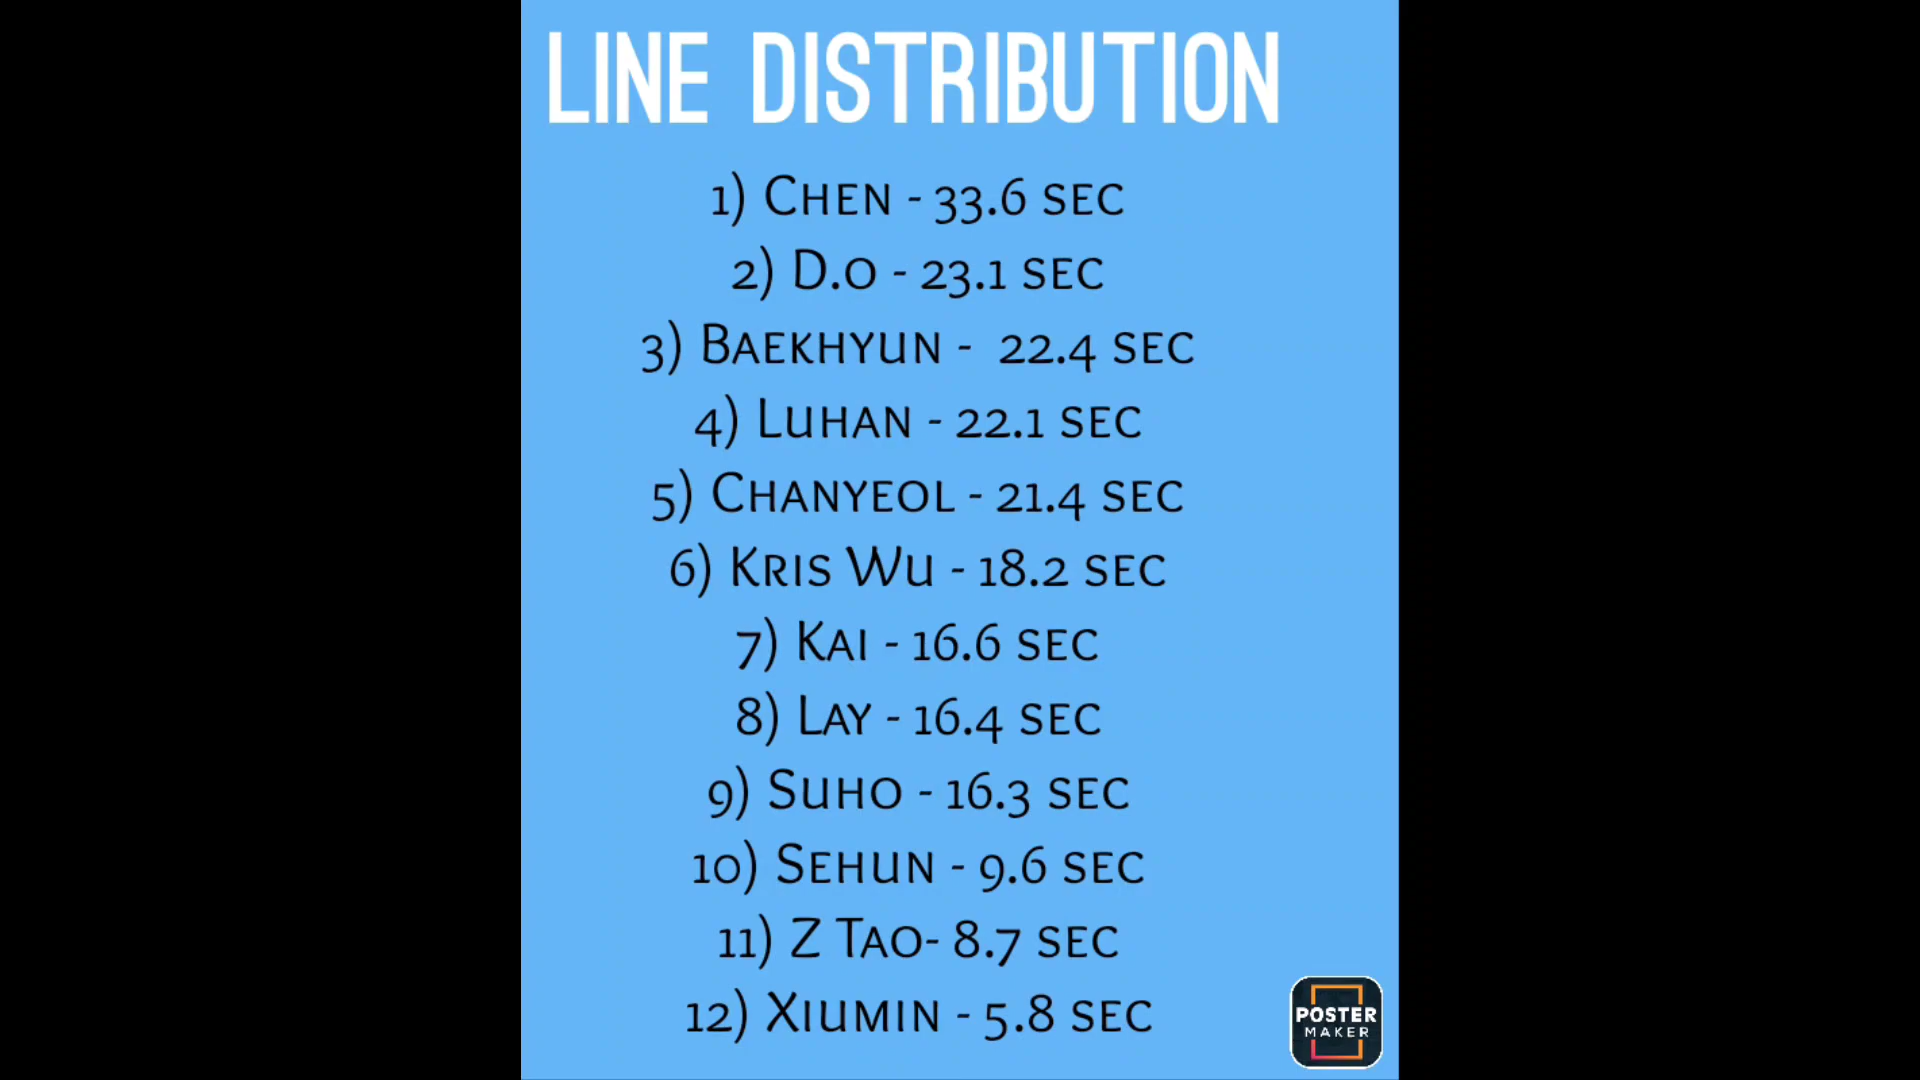 LINE DISTRIBUTION
1) Chen - 33.6 sec
2) D.o - 23.1 sec
3) Baekhyun -  22.4 sec
4) Luhan - 22.1 sec
5) Chanyeol - 21.4 sec
6) Kris Wu - 18.2 sec
7) Kai - 16.6 sec
8) Lay - 16.4 sec
9) Suho - 16.3 sec
10) Sehun - 9.6 sec
11) Z Tao- 8.7 sec
12) Xiumin - 5.8 sec
POSTER
MAKER